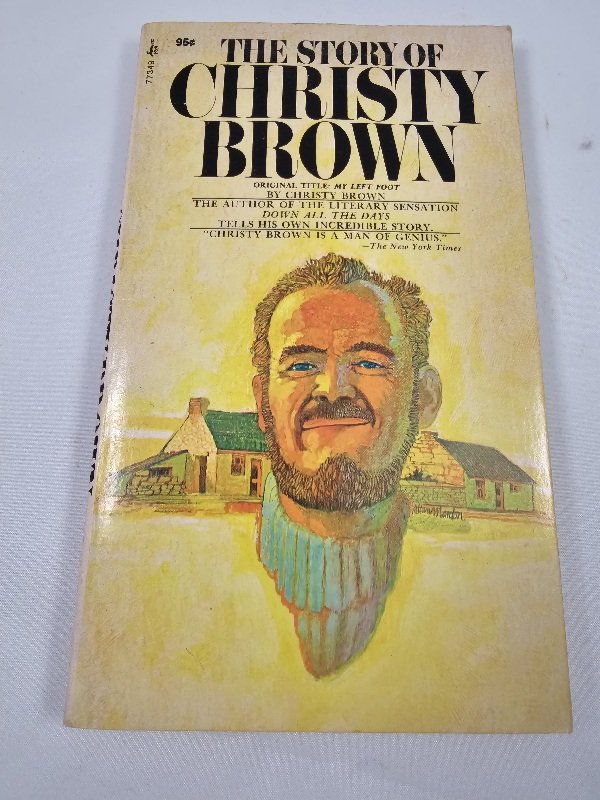 95¢
77349
THE STORY OF
CHRISTY
BROWN
ORIGINAL TITLE: MY LEFT FOOT
BY CHRISTY BROWN
THE AUTHOR OF THE LITERARY SENSATION
DOWN ALL THE DAYS
TELLS HIS OWN INCREDIBLE STORY.
"CHRISTY BROWN IS A MAN OF GENIUS."
—The New York Times